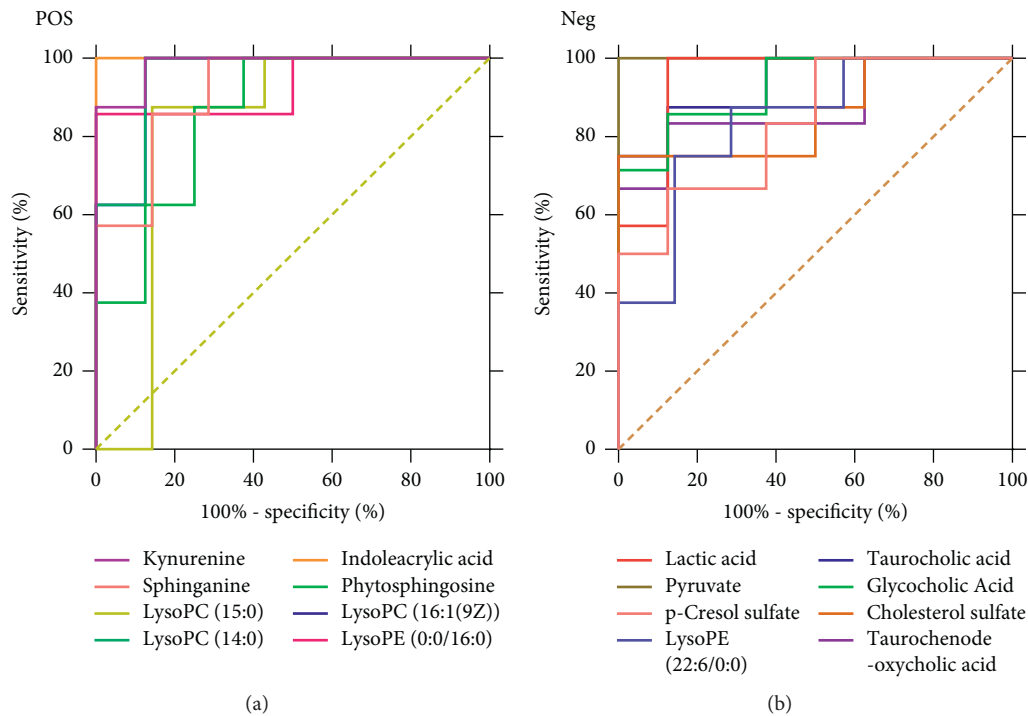 POS
Neg
100
80
60
40
20
0
Sensitivity (%)
0
20
40
60
80
100
100% - specificity (%)
100
80
60
40
20
0
Sensitivity (%)
0
20
40
60
80
100
100% - specificity (%)
Kynurenine
Sphinganine
LysoPC (15:0)
LysoPC (14:0)
Indoleacrylic acid
Phytosphingosine
LysoPC (16:1(9Z))
LysoPE (0:0/16:0)
Lactic acid
Pyruvate
p-Cresol sulfate
LysoPE
(22:6/0:0)
Taurocholic acid
Glycocholic Acid
Cholesterol sulfate
Taurochenode
-oxycholic acid
(a)
(b)